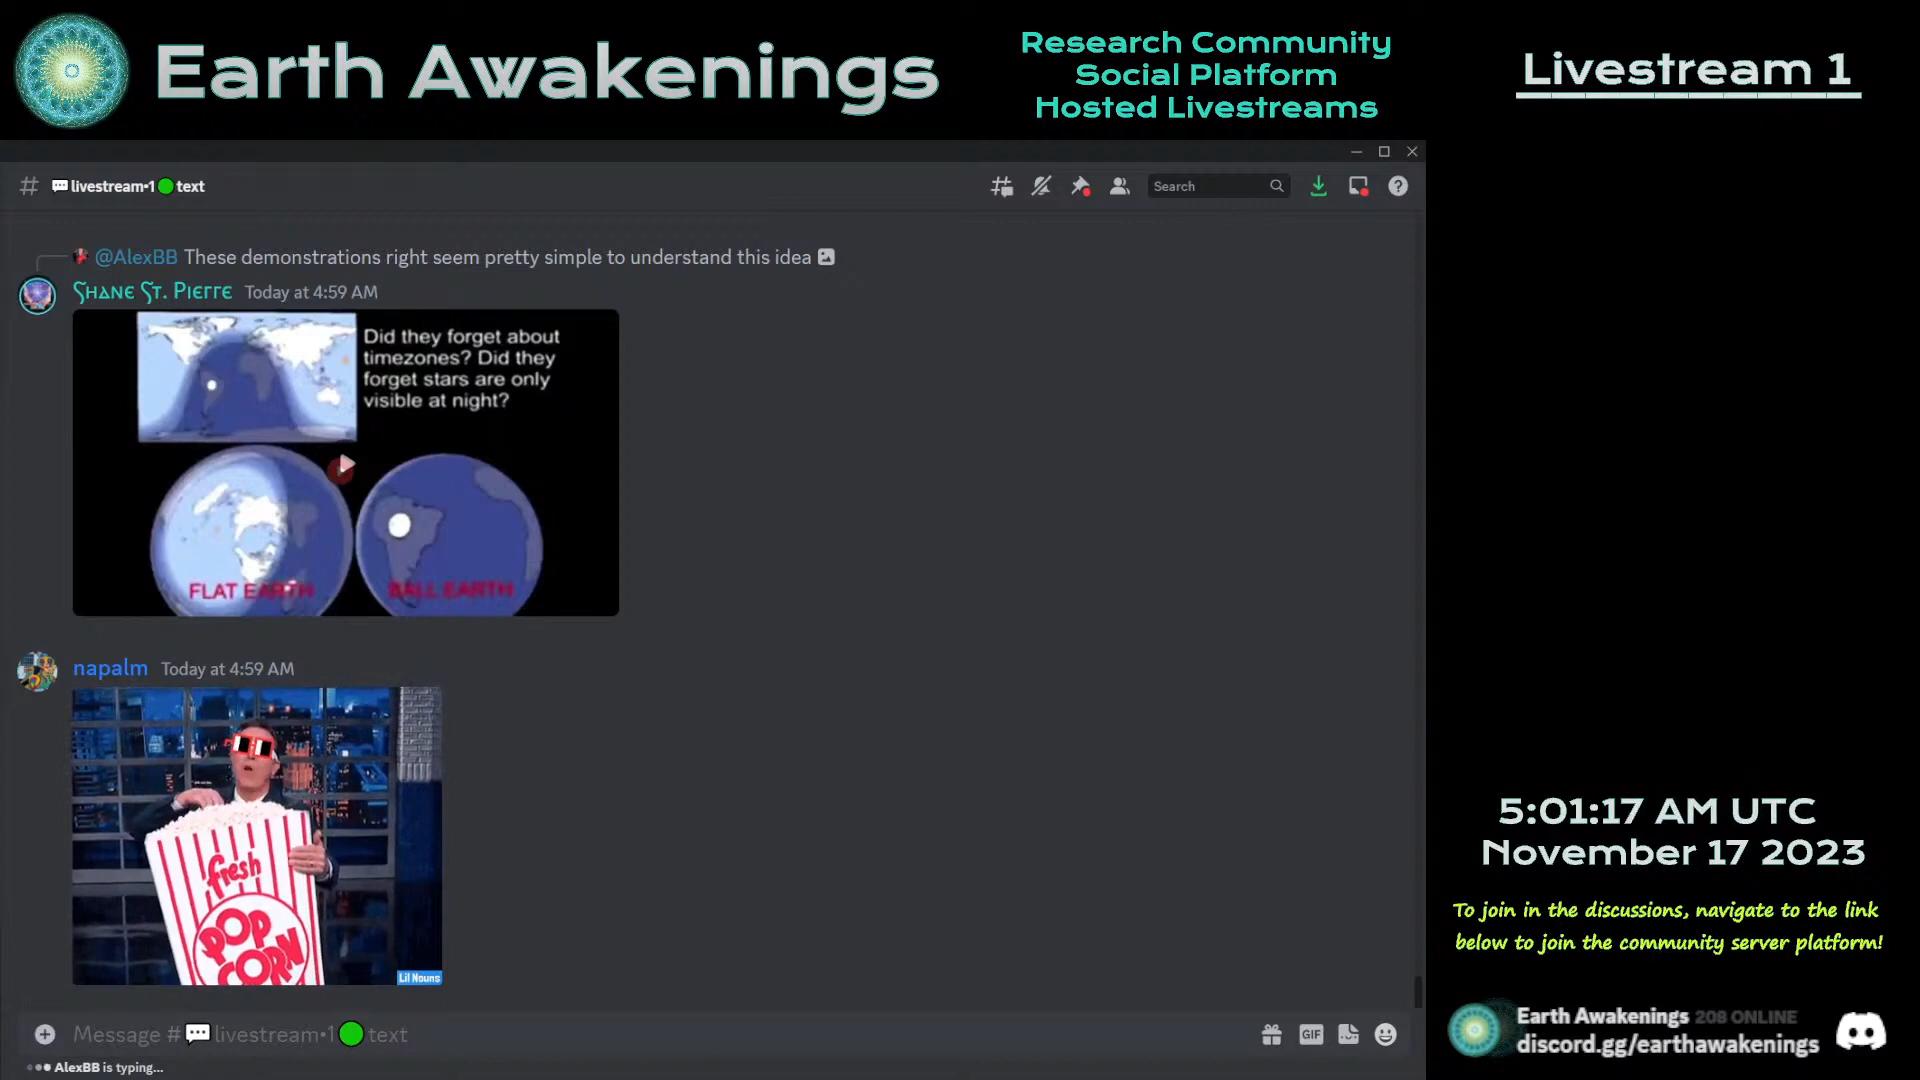 Earth Awakenings
Research Community
Social Platform
Hosted Livestreams
Livestream 1
# 💬livestream•1🟢text
Search
@AlexBB These demonstrations right seem pretty simple to understand this idea
Shane St. Pierre Today at 4:59 AM
Did they forget about
timezones? Did they
forget stars are only
visible at night?
FLAT EARTH
BALL EARTH
napalm Today at 4:59 AM
fresh
POP
CORN
Lil Nouns
Message #💬livestream•1🟢text
GIF
AlexBB is typing...
5:01:17 AM UTC
November 17 2023
To join in the discussions, navigate to the link
below to join the community server platform!
Earth Awakenings 208 ONLINE
discord.gg/earthawakenings